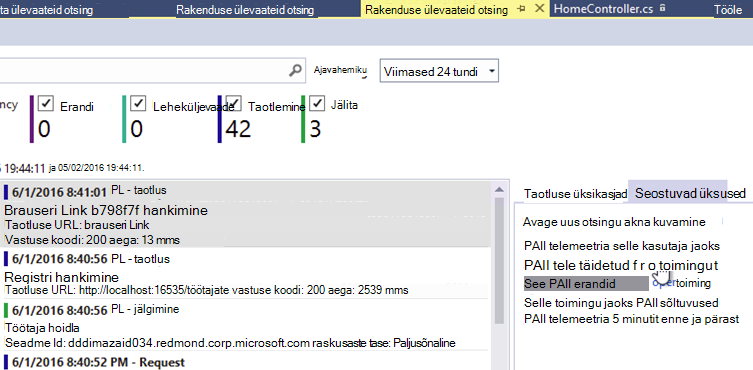 ta ülevaateid otsing Rakenduse ülevaateid otsing Rakenduse ülevaateid otsing HomeController.cs Tööle
Ajavahemiku Viimased 24 tundi
ncy Erandi Leheküljevaade Taotlemine Jälita
0 0 42 3
19:44:11 ja 05/02/2016 19:44:11.
6/1/2016 8:41:01 PL - taotlus
Brauseri Link b798f7f hankimine
Taotluse URL: brauseri Link
Vastuse koodi: 200 aega: 13 mms
6/1/2016 8:40:56 PL - taotlus
Registri hankimine
Taotluse URL: http://localhost:16535/töötajate vastuse koodi: 200 aega: 2539 mms
6/1/2016 8:40:56 PL - jälgimine
Töötaja hoidla
Seadme Id: dddimazaid034.redmond.corp.microsoft.com raskusaste tase: Paljusõnaline
6/1/2016 8:40:52 PM - Request
Taotluse üksikasjad Seostuvad üksused
Avage uus otsingu akna kuvamine
PAll telemeetria selle kasutaja jaoks
PAll tele täidetud f r o toimingut
See PAll erandid toiming
Selle toimingu jaoks PAll sõltuvused
PAll telemeetria 5 minutit enne ja pärast